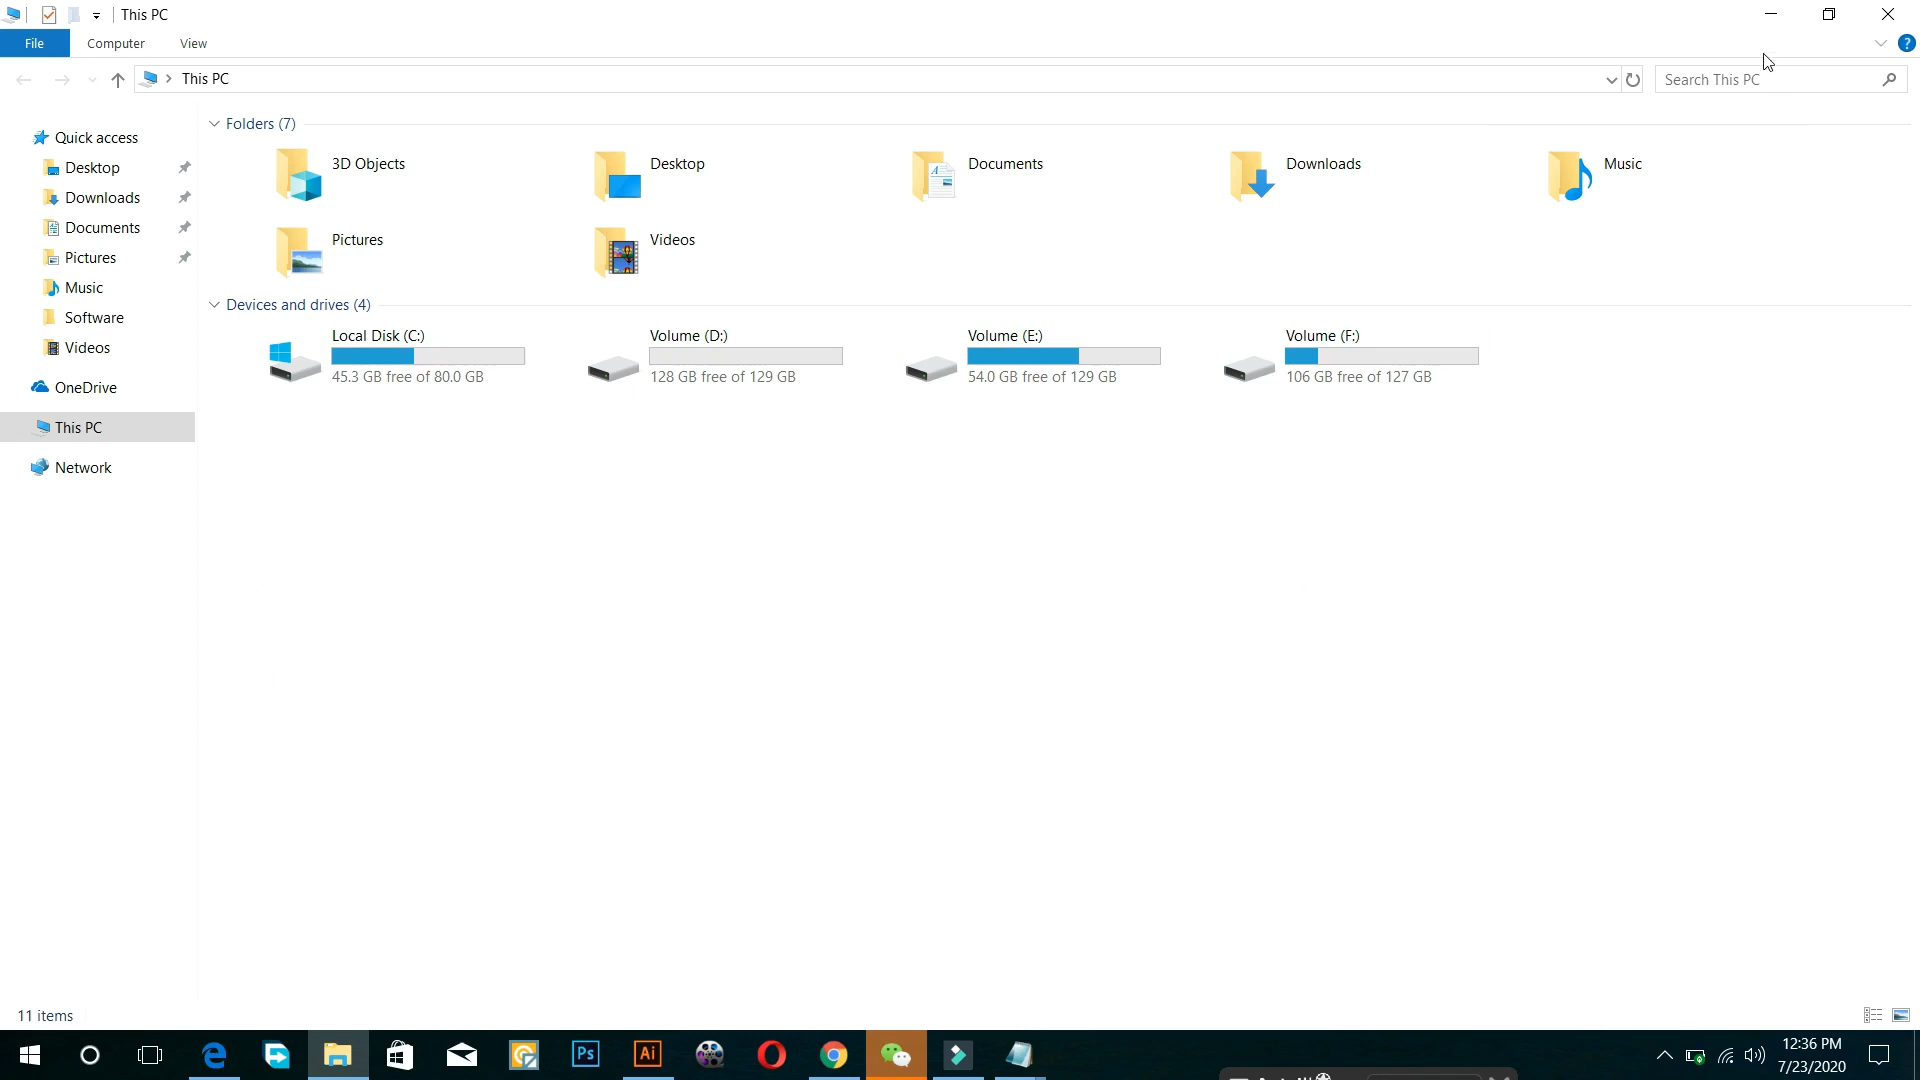 This PC
File Computer View
This PC
Search This PC
Quick access
Desktop
Downloads
Documents
Pictures
Music
Software
Videos
OneDrive
This PC
Network
Folders (7)
3D Objects
Desktop
Documents
Downloads
Music
Pictures
Videos
Devices and drives (4)
Local Disk (C:)
45.3 GB free of 80.0 GB
Volume (D:)
128 GB free of 129 GB
Volume (E:)
54.0 GB free of 129 GB
Volume (F:)
106 GB free of 127 GB
11 items
Ps
Ai
12:36 PM
7/23/2020